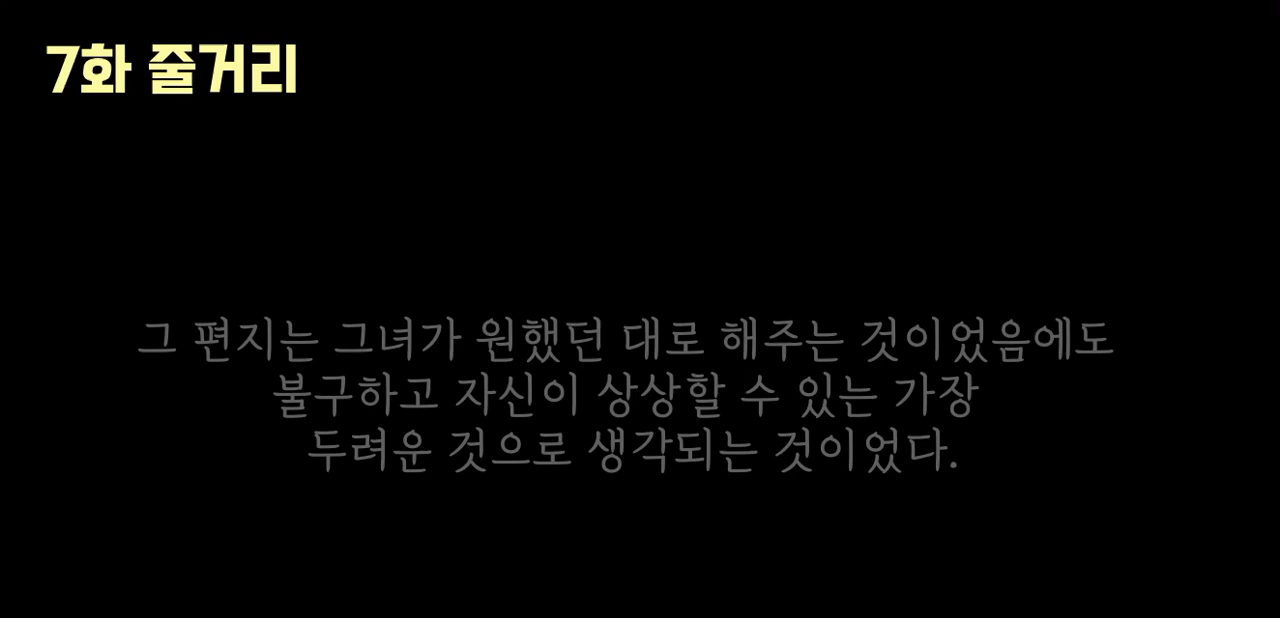 7화 줄거리
그 편지는 그녀가 원했던 대로 해주는 것이었음에도
불구하고 자신이 상상할 수 있는 가장
두려운 것으로 생각되는 것이었다.